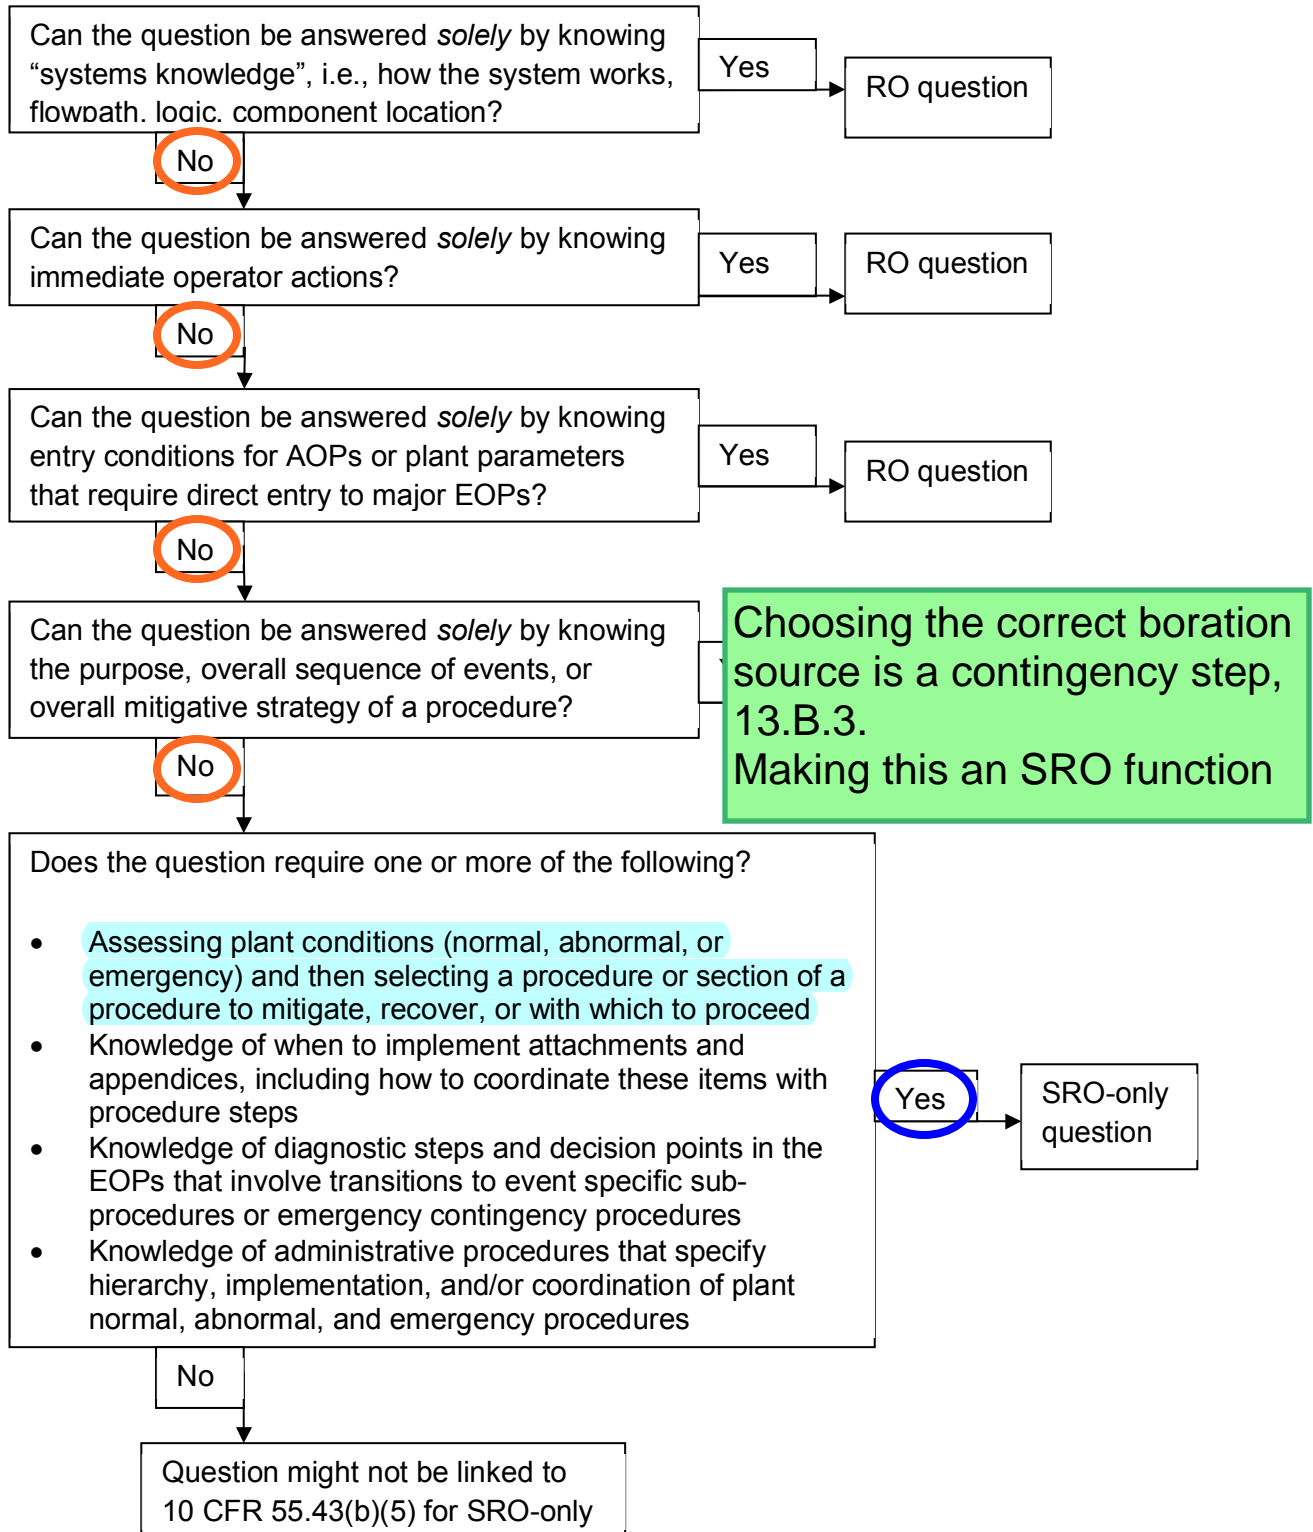 Can the question be answered solely by knowing
“systems knowledge”, i.e., how the system works,
flowpath, logic, component location?
Yes
RO question
No
Can the question be answered solely by knowing
immediate operator actions?
Yes
RO question
No
Can the question be answered solely by knowing
entry conditions for AOPs or plant parameters
that require direct entry to major EOPs?
Yes
RO question
No
Can the question be answered solely by knowing
the purpose, overall sequence of events, or
overall mitigative strategy of a procedure?
Choosing the correct boration
source is a contingency step,
13.B.3.
Making this an SRO function
No
Does the question require one or more of the following?
• Assessing plant conditions (normal, abnormal, or
emergency) and then selecting a procedure or section of a
procedure to mitigate, recover, or with which to proceed
• Knowledge of when to implement attachments and
appendices, including how to coordinate these items with
procedure steps
• Knowledge of diagnostic steps and decision points in the
EOPs that involve transitions to event specific sub-
procedures or emergency contingency procedures
• Knowledge of administrative procedures that specify
hierarchy, implementation, and/or coordination of plant
normal, abnormal, and emergency procedures
Yes
SRO-only
question
No
Question might not be linked to
10 CFR 55.43(b)(5) for SRO-only